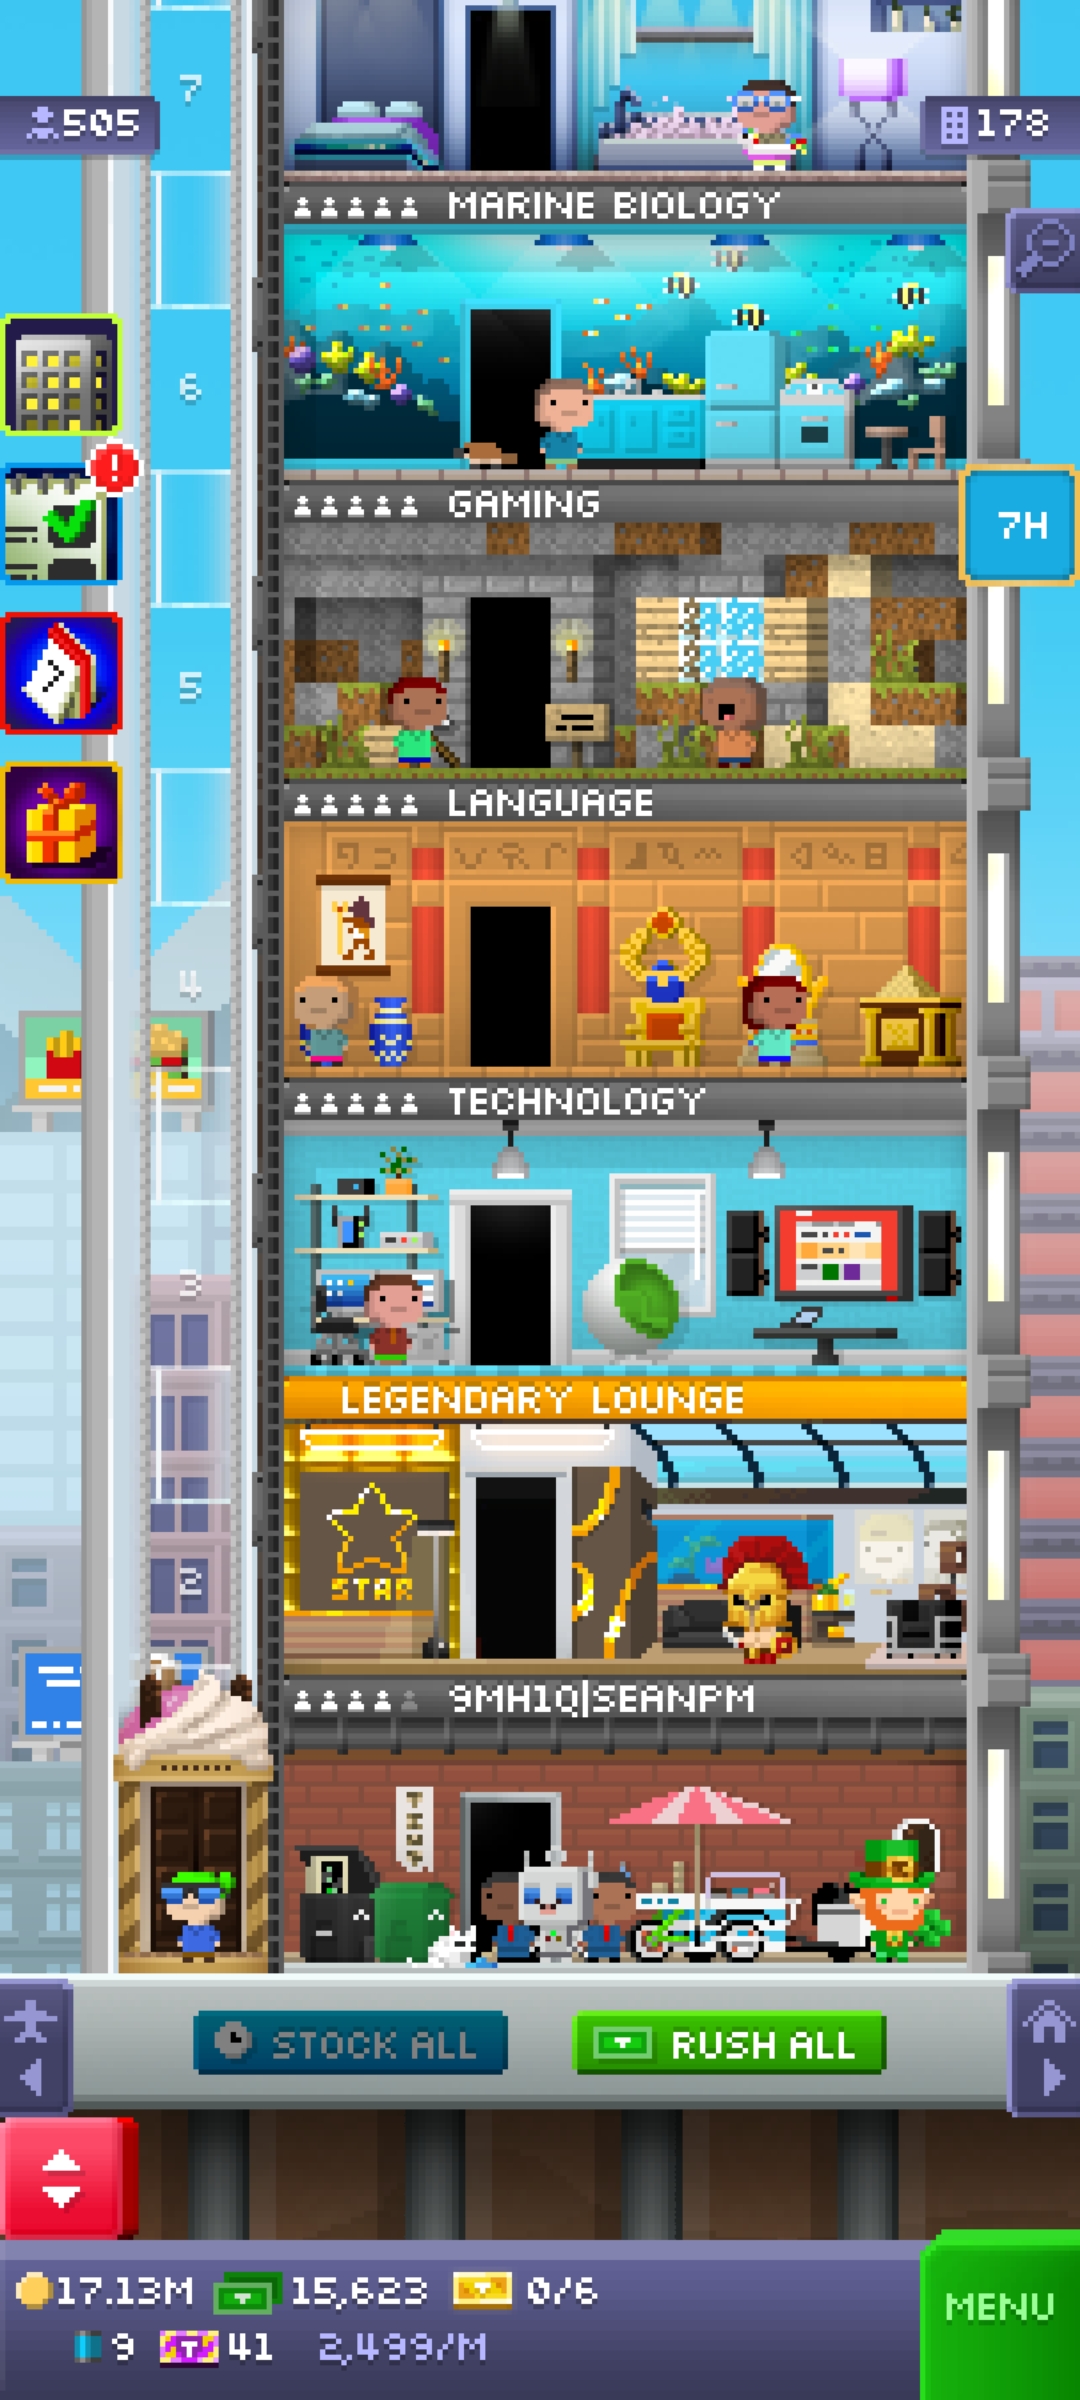 7
505
178
MARINE BIOLOGY
6
GAMING
7H
5
LANGUAGE
4
TECHNOLOGY
3
LEGENDARY LOUNGE
STAR
2
9MH1Q|SEANPM
STOCK ALL
RUSH ALL
17.13M 15,623 0/6
9 41 2,499/M
MENU